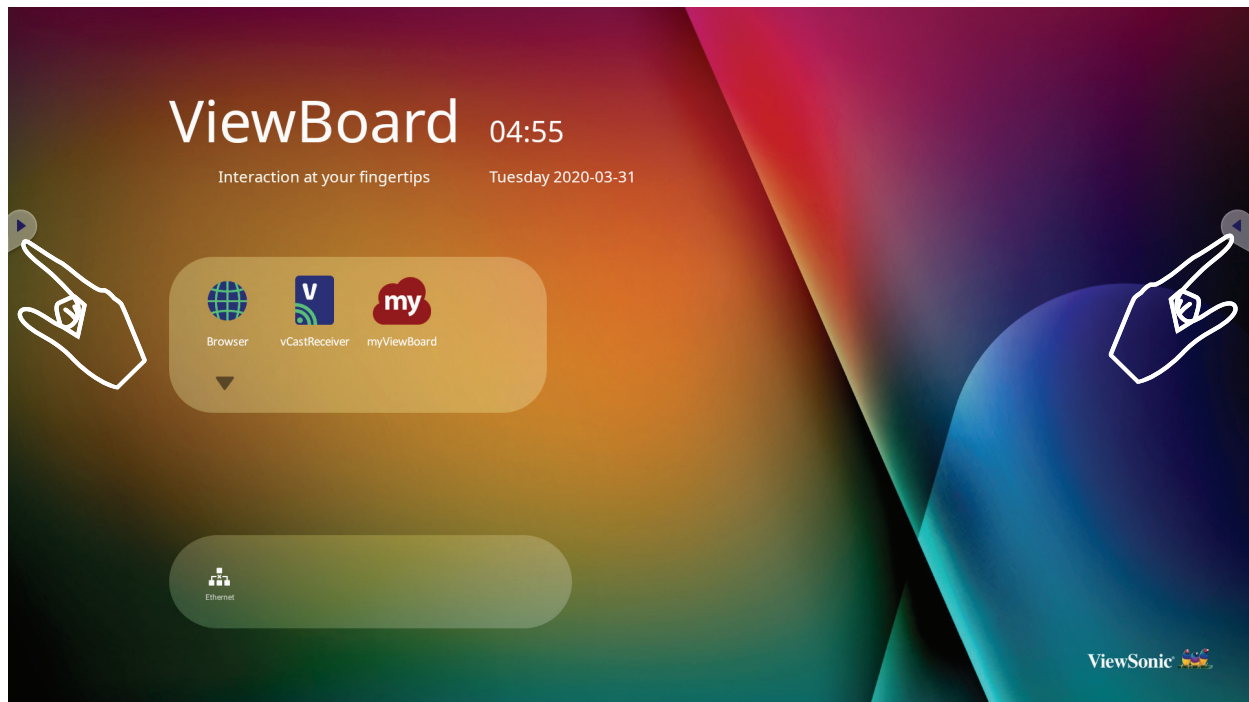 ViewBoard 04:55
Interaction at your fingertips Tuesday 2020-03-31
V my
Browser vCastReceiver myViewBoard
Ethernet
ViewSonic